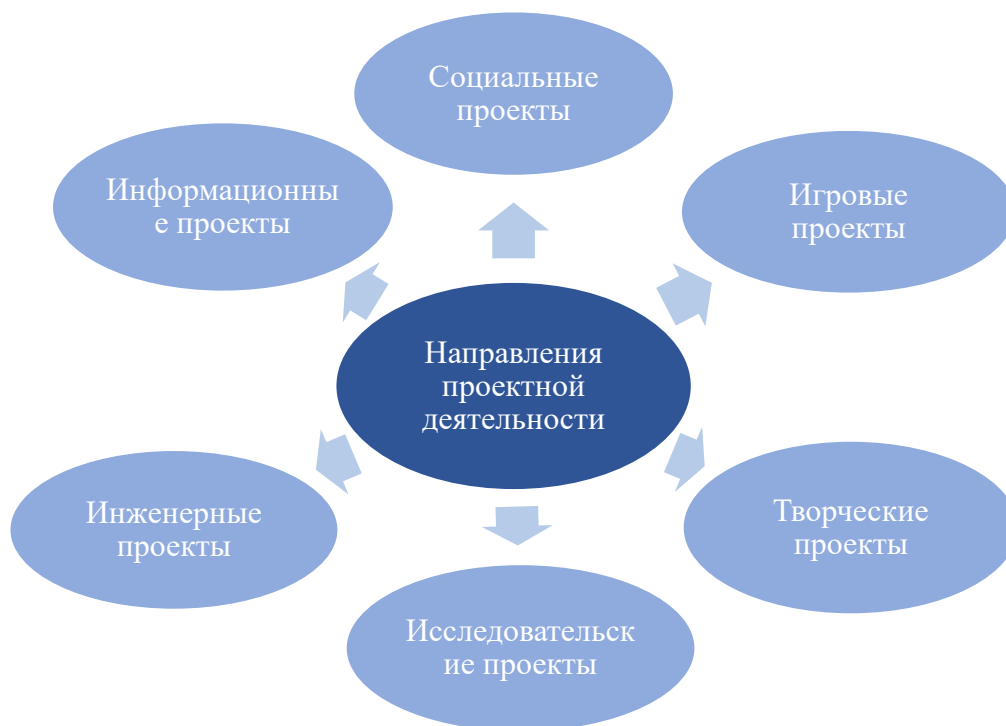 Социальные
проекты
Информационны
е проекты
Игровые
проекты
Направления
проектной
деятельности
Инженерные
проекты
Творческие
проекты
Исследовательск
ие проекты